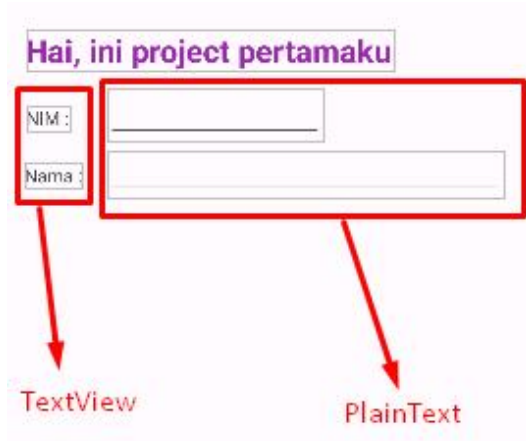 Hai, ini project pertamaku
NIM :
Nama :
TextView
PlainText